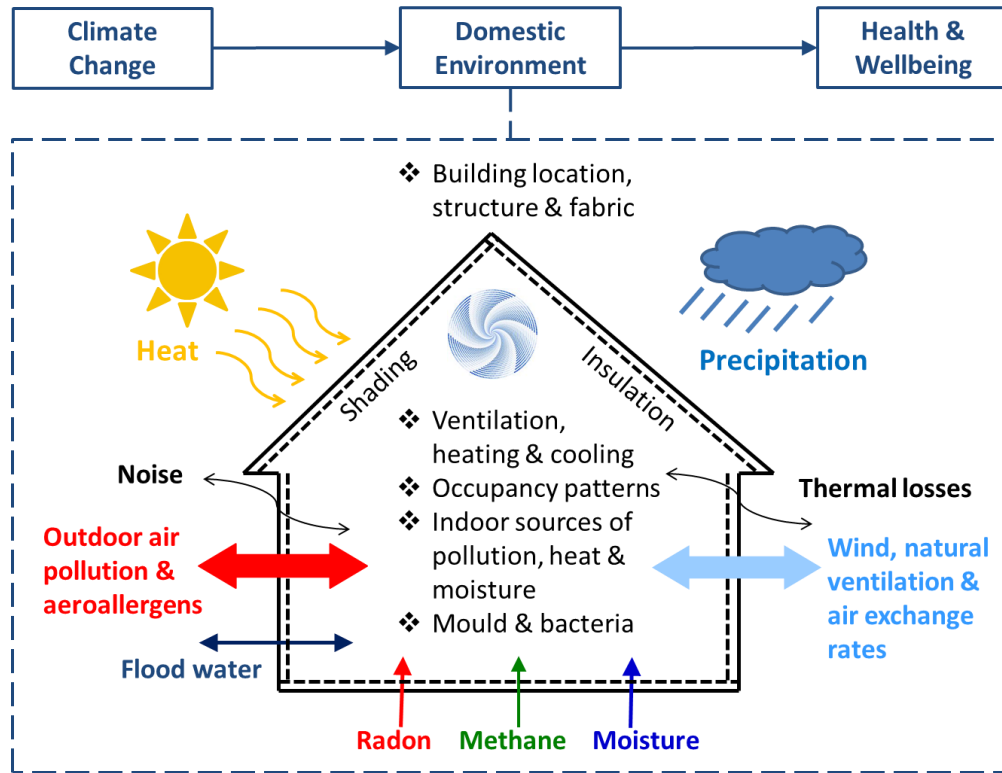 Climate
Change
Domestic
Environment
Health &
Wellbeing
❖ Building location,
structure & fabric
Heat
Precipitation
Shading
Insulation
❖ Ventilation,
heating & cooling
❖ Occupancy patterns
❖ Indoor sources of
pollution, heat &
moisture
❖ Mould & bacteria
Noise
Thermal losses
Outdoor air
pollution &
aeroallergens
Wind, natural
ventilation &
air exchange
rates
Flood water
Radon
Methane
Moisture